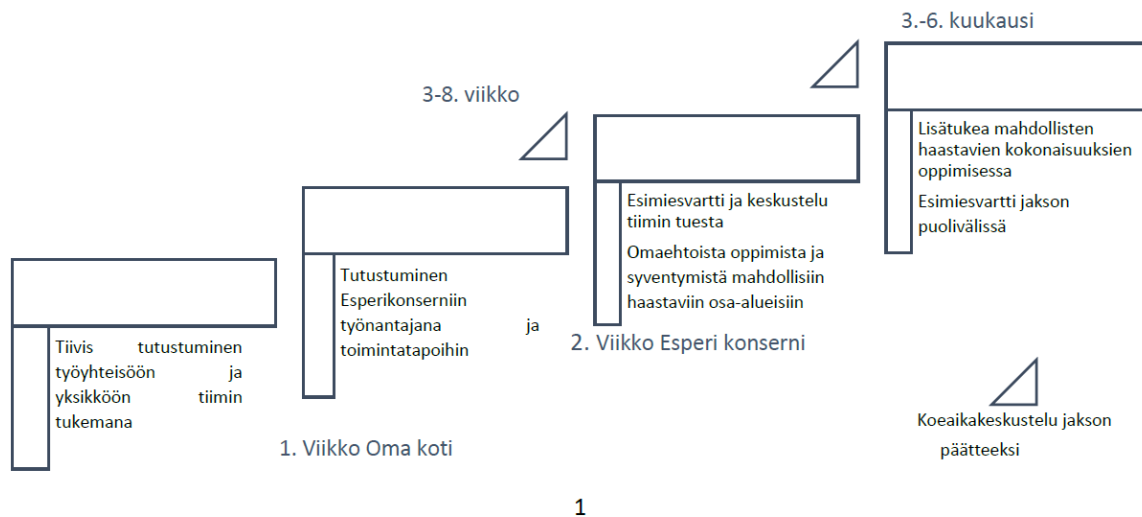 3.-6. kuukausi
3-8. viikko
Lisätukea mahdollisten
haastavien kokonaisuuksien
oppimisessa
Esimiesvartti jakson
puolivälissä
Esimiesvartti ja keskustelu
tiimin tuesta
Omaehtoista oppimista ja
syventymistä mahdollisiin
haastaviin osa-alueisiin
Tutustuminen
Esperikonserniin
työnantajana ja
toimintatapoihin
2. Viikko Esperi konserni
Tiivis tutustuminen
työyhteisöön ja
yksikköön tiimin
tukemana
1. Viikko Oma koti
Koeaikakeskustelu jakson
päätteeksi
1